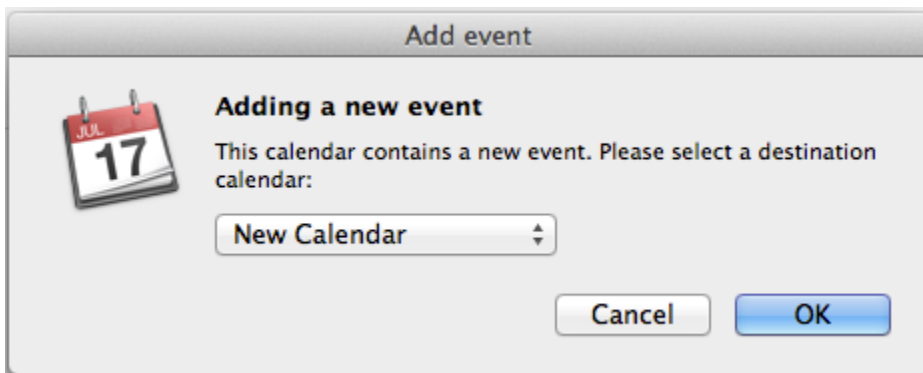 Add event
JUL
17
Adding a new event
This calendar contains a new event. Please select a destination
calendar:
New Calendar
Cancel
OK